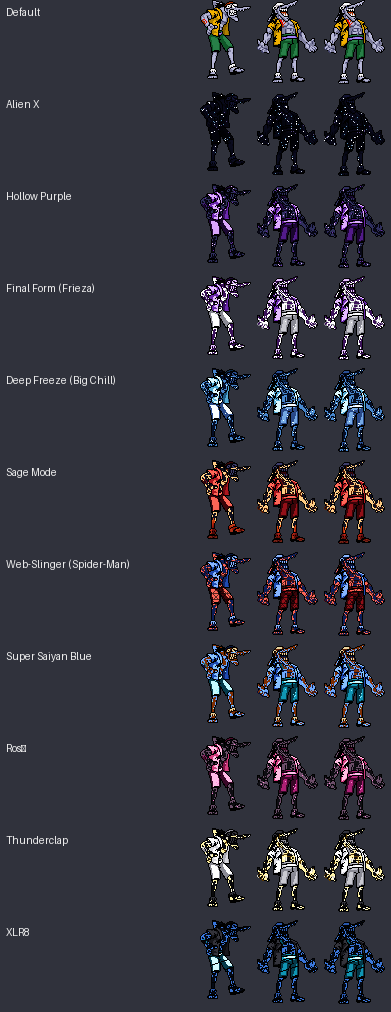 Default
Alien X
Hollow Purple
Final Form (Frieza)
Deep Freeze (Big Chill)
Sage Mode
Web-Slinger (Spider-Man)
Super Saiyan Blue
Ros▯
Thunderclap
XLR8